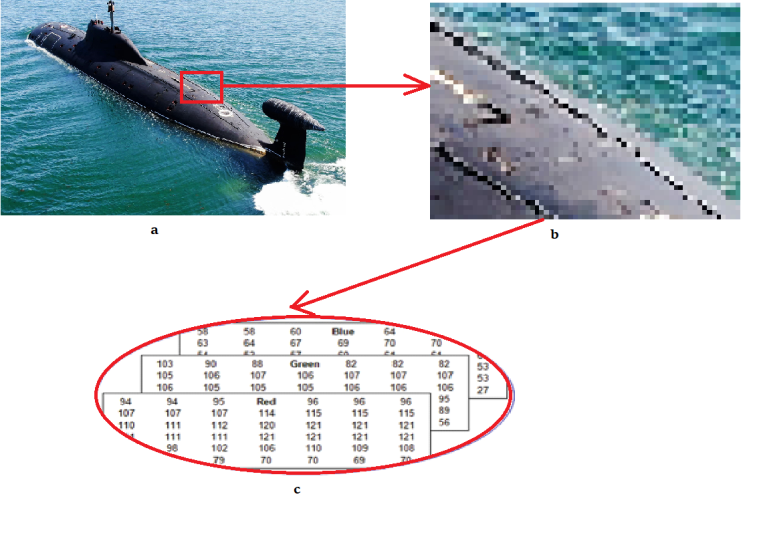 a
b
58 58 60 Blue 64
63 64 67 69 70 70
53
53
27
103 90 88 Green 82 82 82
105 106 107 106 107 107 107
106 105 105 106 106 106 106
95
89
56
94 94 95 Red 96 96 96
107 107 107 114 115 115 115
110 111 112 120 121 121 121
111 111 121 121 121 121
98 102 106 110 109 108
79 70 70 69 70
c